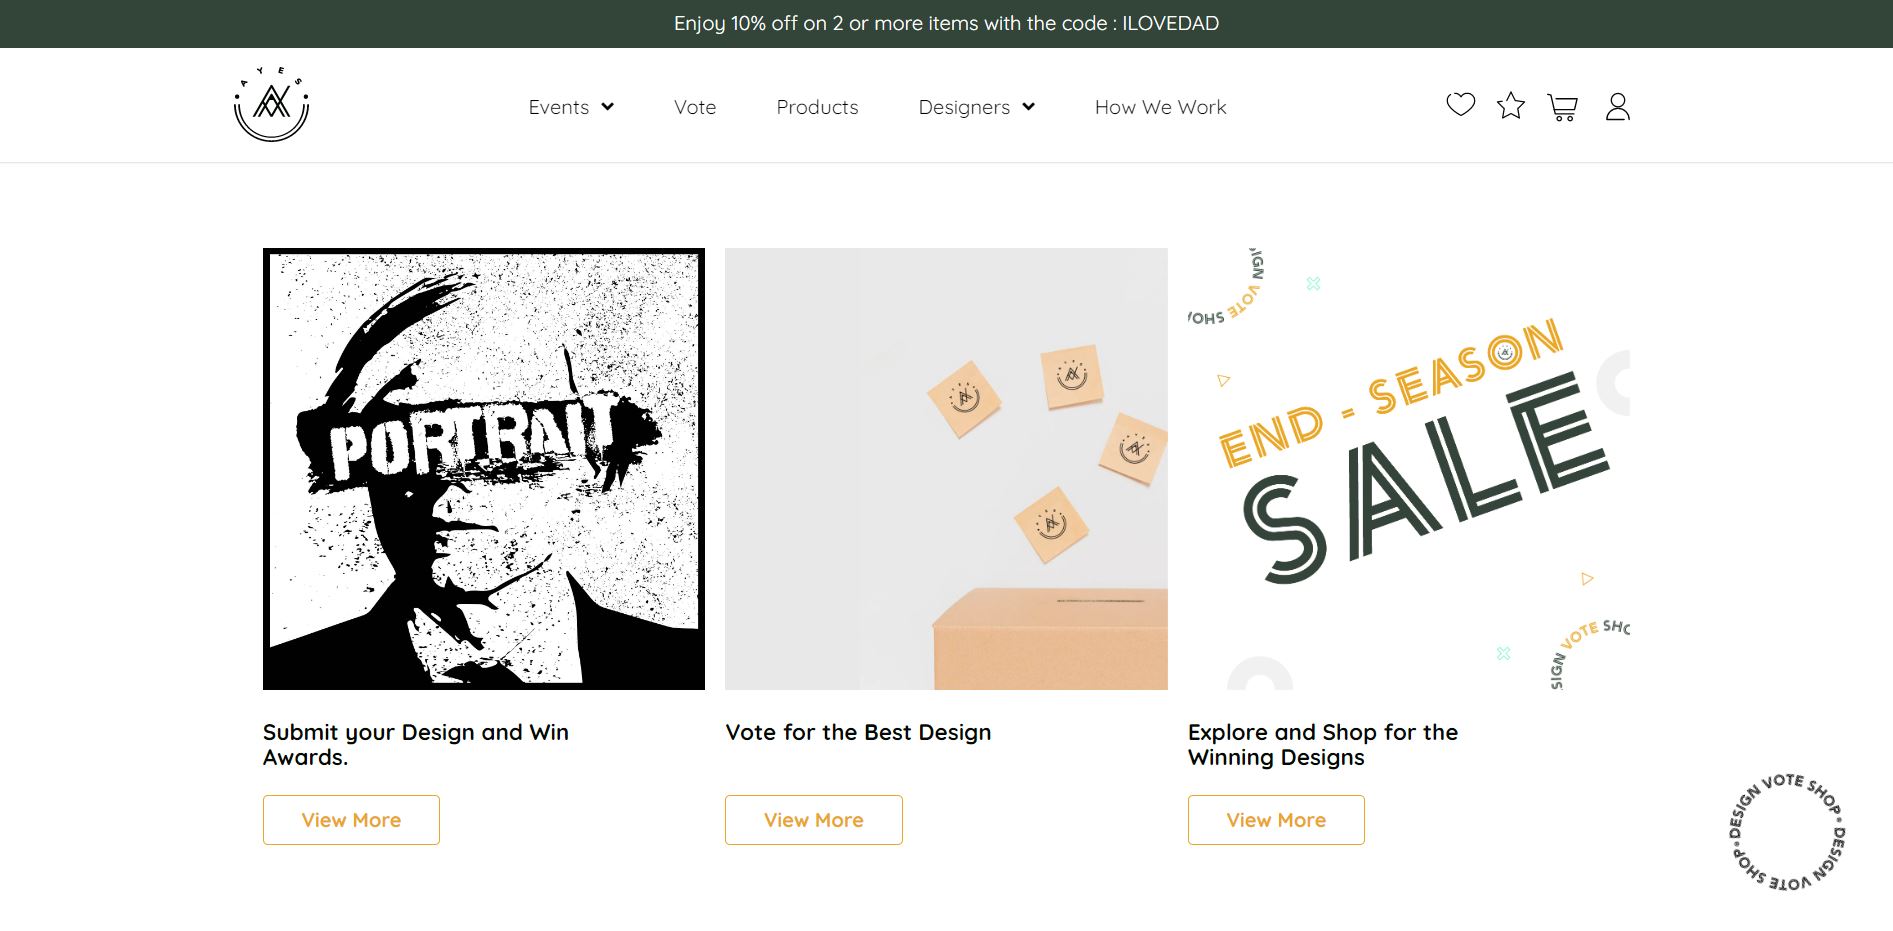 Enjoy 10% off on 2 or more items with the code : ILOVEDAD
AYES
Events
Vote
Products
Designers
How We Work
PORTRAIT
IGN VOTE SHO
END - SEASON
SALE
SIGN VOTE SHO
Submit your Design and Win
Awards.
View More
Vote for the Best Design
View More
Explore and Shop for the
Winning Designs
View More
DESIGN VOTE SHOP • DESIGN VOTE SHOP •